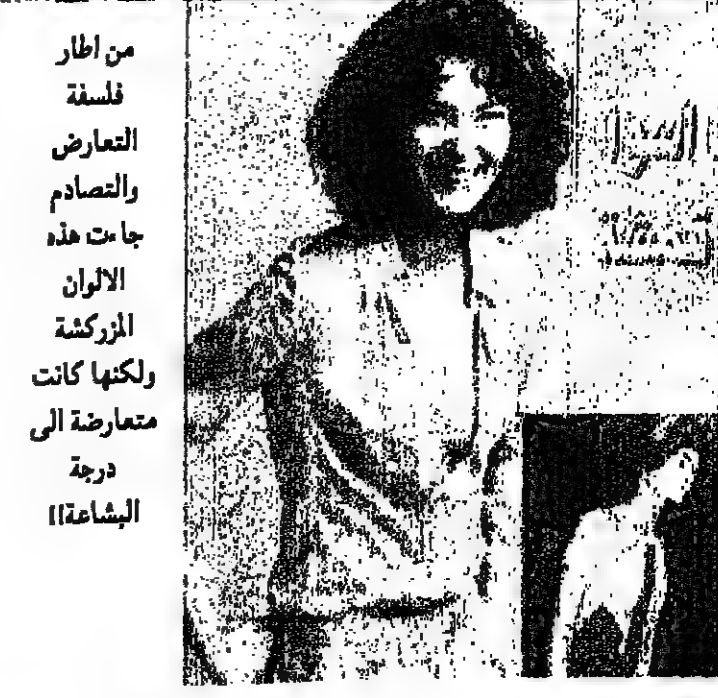 من اطار
فلسفة
التعارض
والتصادم
جاءت هذه
الالوان
المزركشة
ولكنها كانت
متعارضة الى
درجة
البشاعة!!